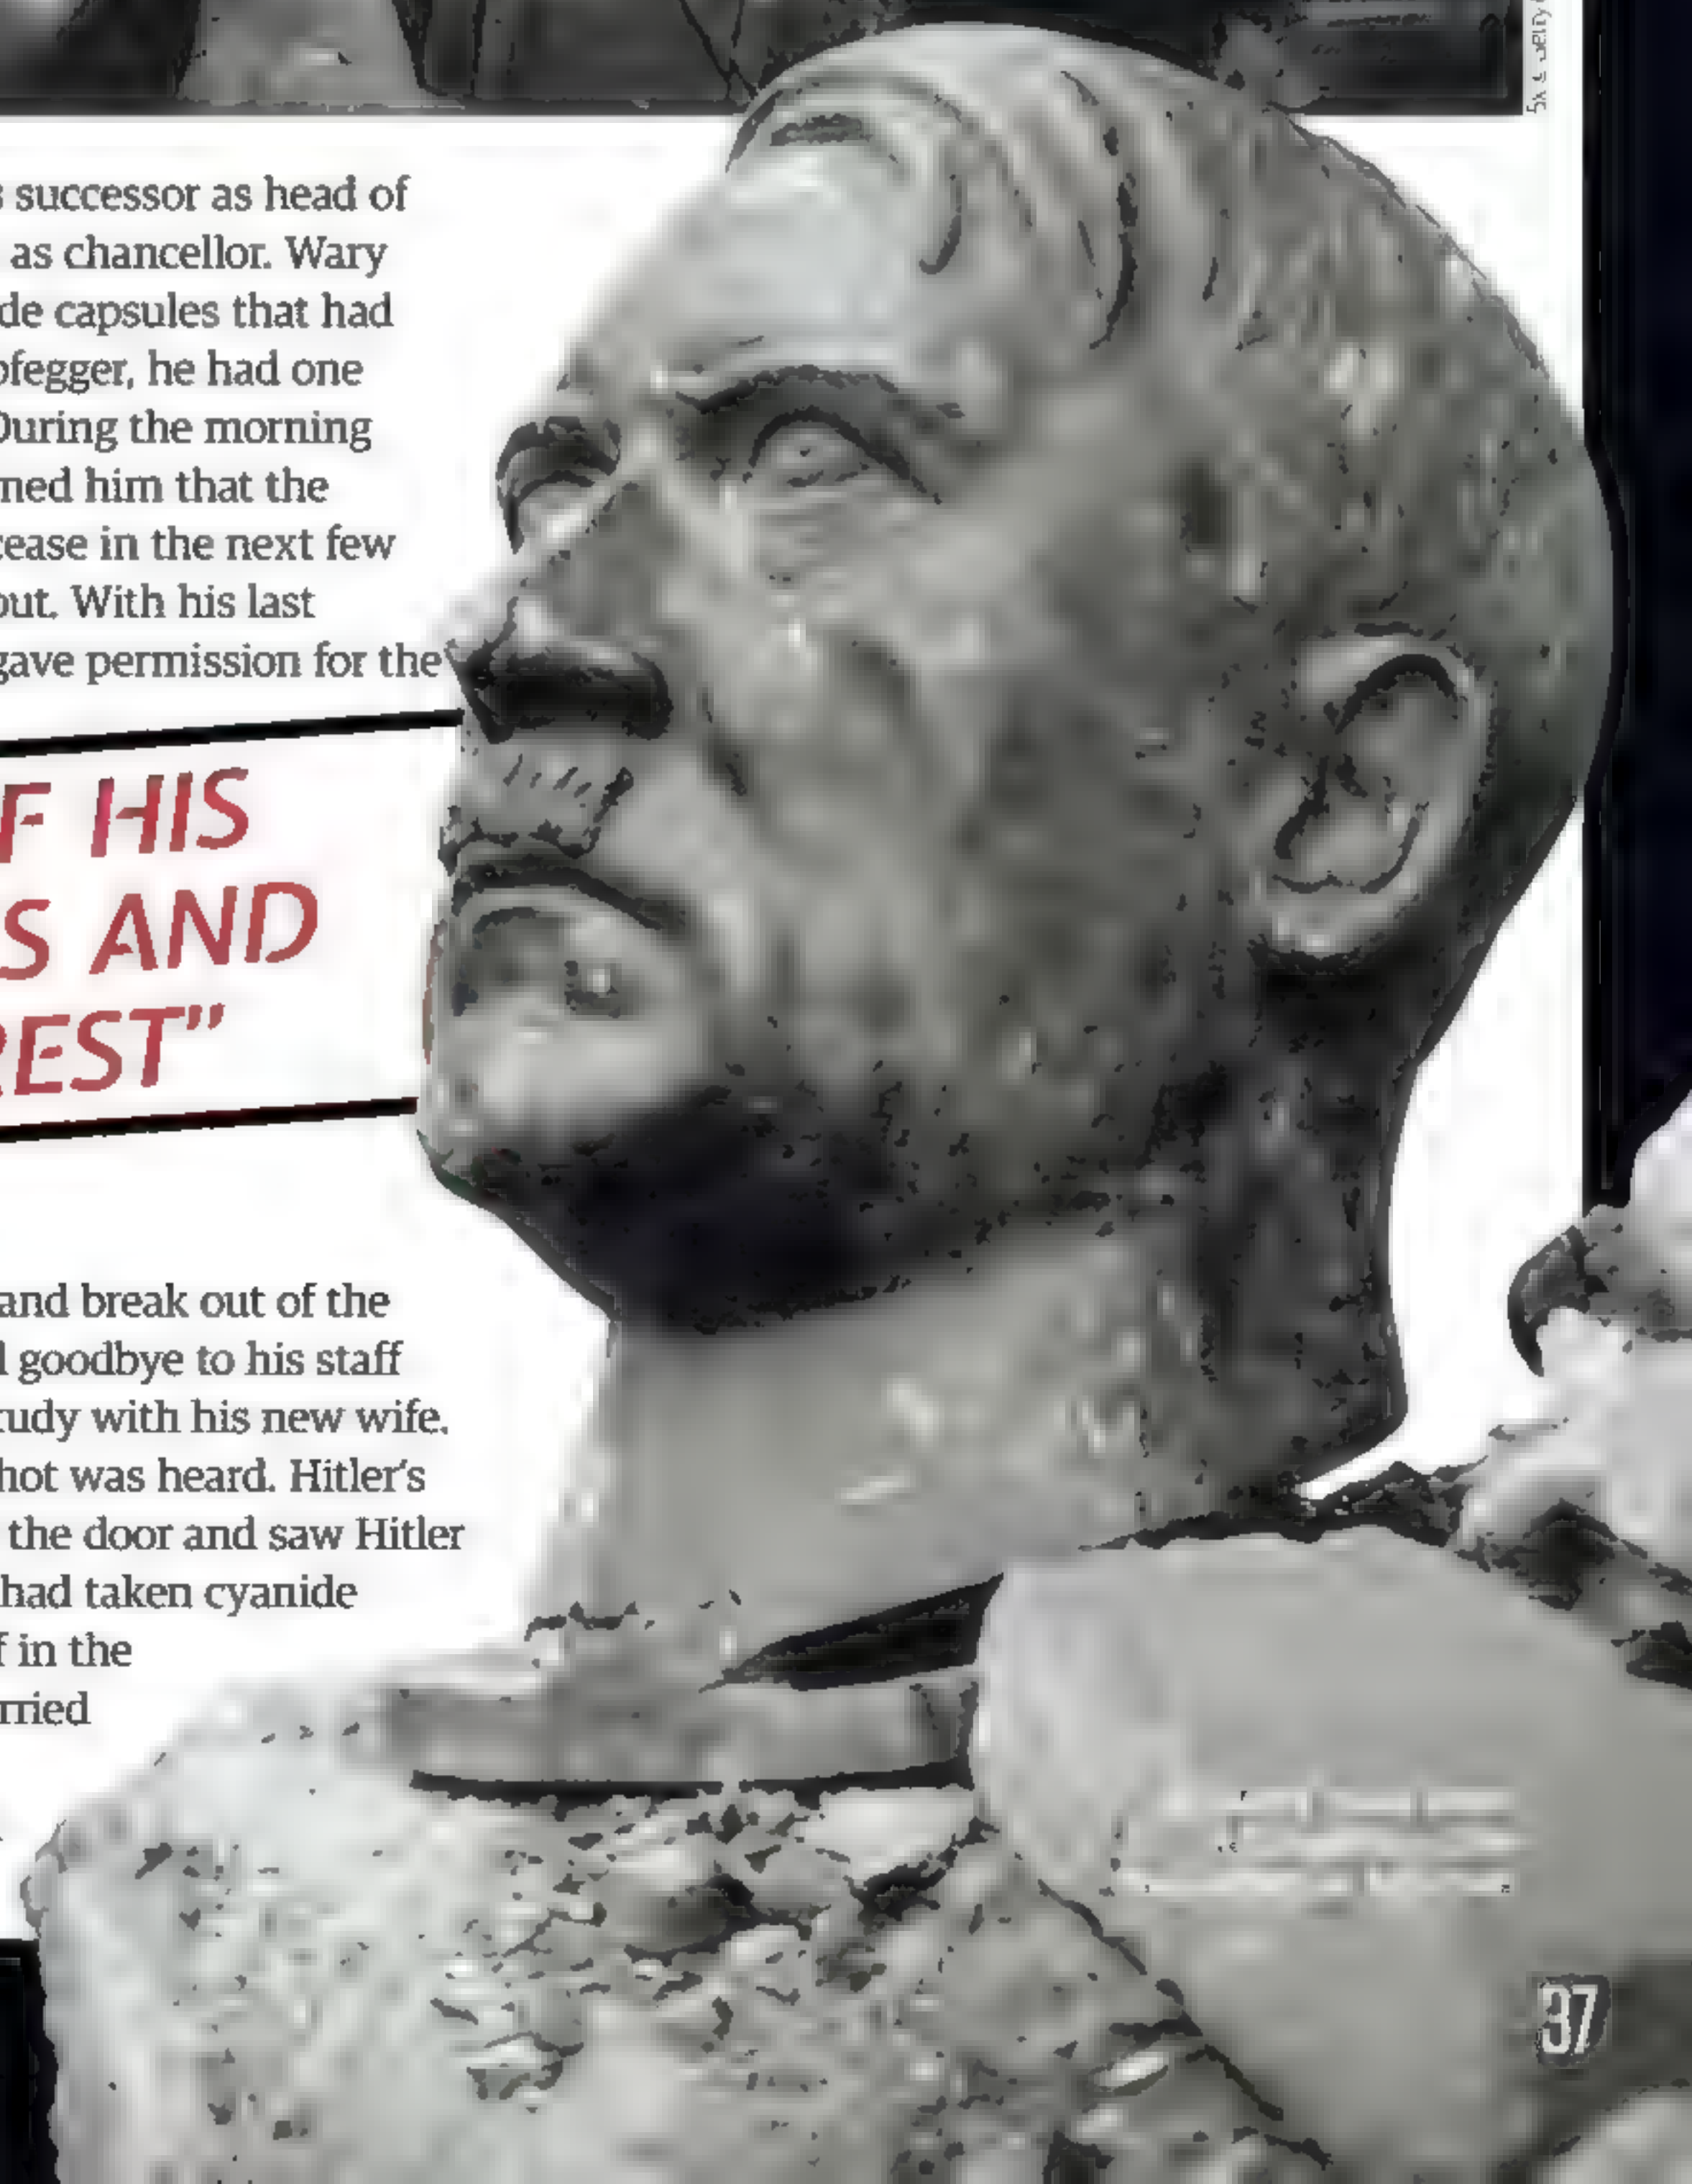 successor as head of
as chancellor. Wary
de capsules that had
fegger, he had one
During the morning
ned him that the
cease in the next few
out. With his last
gave permission for the
F HIS
S AND
REST”
and break out of the
goodbye to his staff
tudy with his new wife.
hot was heard. Hitler's
the door and saw Hitler
had taken cyanide
f in the
rried
37